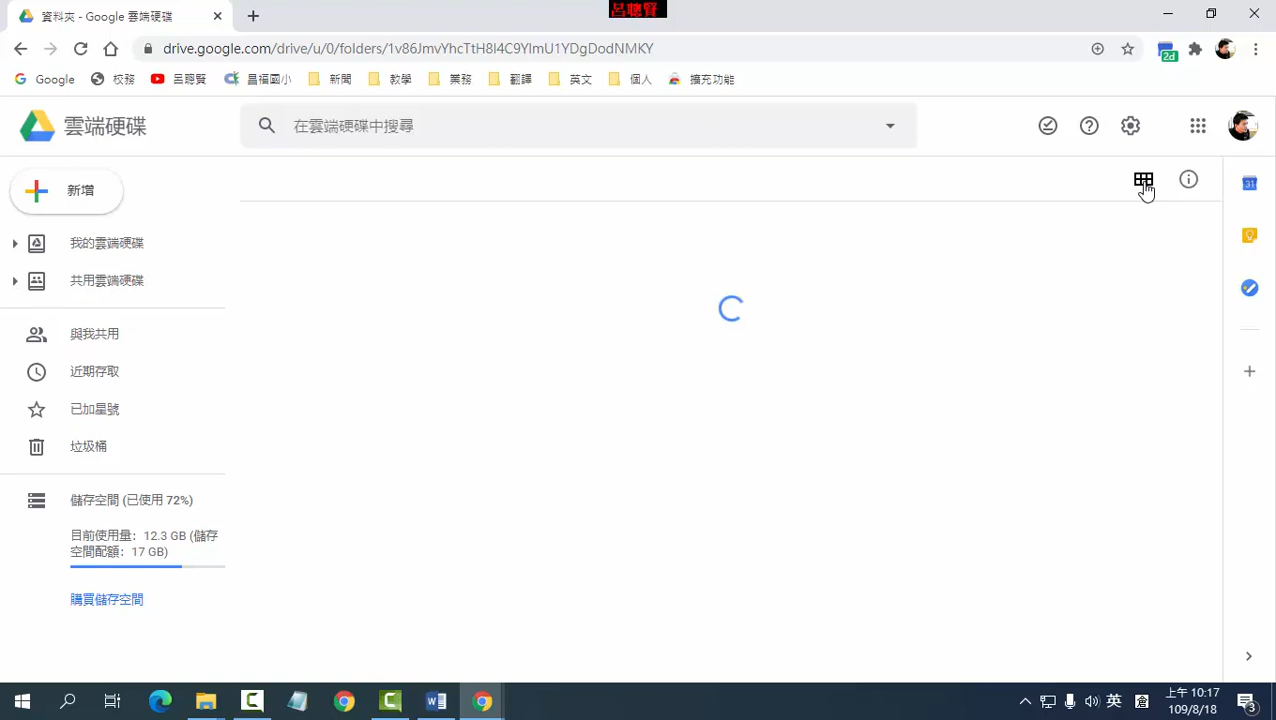 呂聰賢
資料夾 - Google 雲端硬碟
drive.google.com/drive/u/0/folders/1v86JmvYhcTtH8l4C9YlmU1YDgDodNMKY
2d
Google 校務 呂聰賢 昌福國小 新聞 教學 業務 翻譯 英文 個人 擴充功能
雲端硬碟
在雲端硬碟中搜尋
新增
31
我的雲端硬碟
共用雲端硬碟
與我共用
近期存取
已加星號
垃圾桶
儲存空間 (已使用 72%)
目前使用量：12.3 GB (儲存
空間配額：17 GB)
購買儲存空間
英
上午 10:17
109/8/18
3